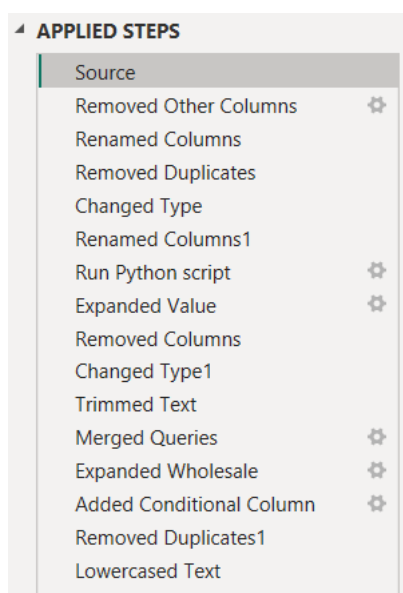 APPLIED STEPS
Source
Removed Other Columns
Renamed Columns
Removed Duplicates
Changed Type
Renamed Columns1
Run Python script
Expanded Value
Removed Columns
Changed Type1
Trimmed Text
Merged Queries
Expanded Wholesale
Added Conditional Column
Removed Duplicates1
Lowercased Text